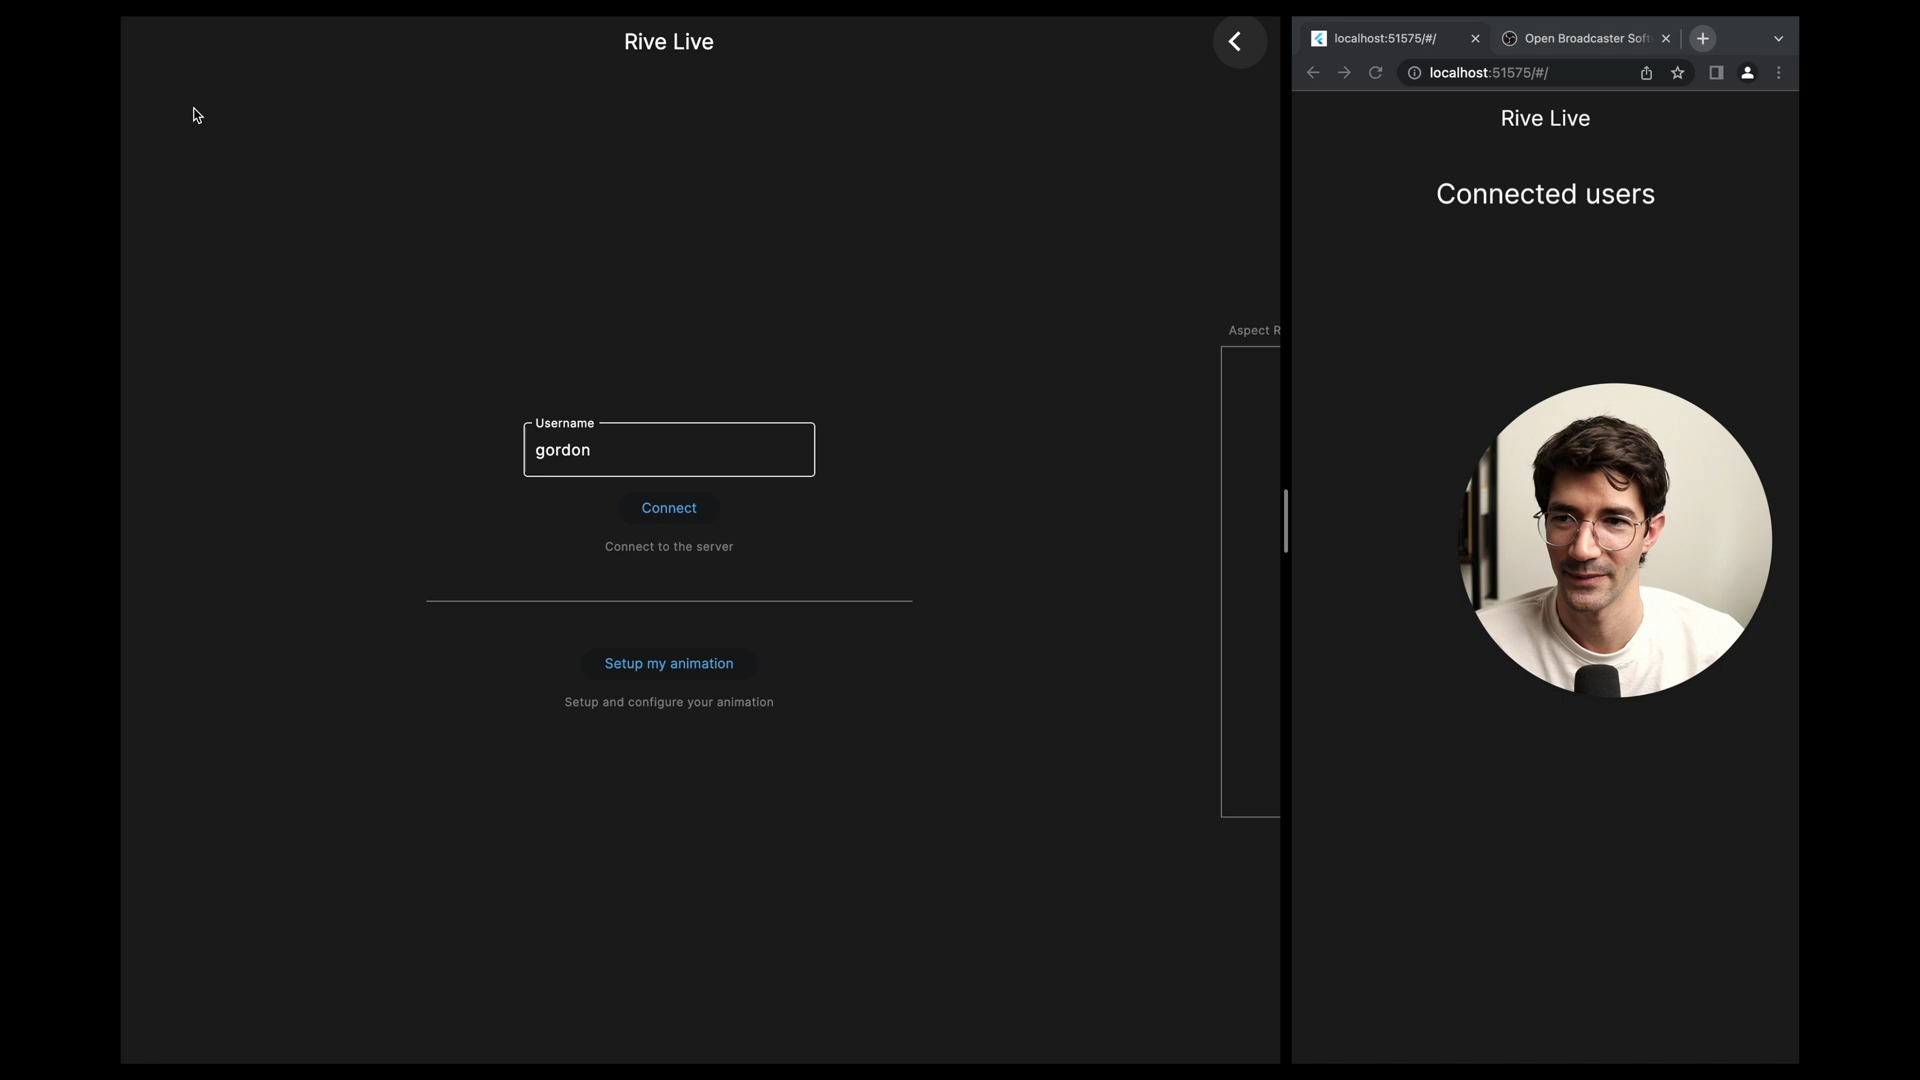 Rive Live
Aspect R
Username
gordon
Connect
Connect to the server
Setup my animation
Setup and configure your animation
localhost:51575/#/
Open Broadcaster Soft
localhost:51575/#/
Rive Live
Connected users